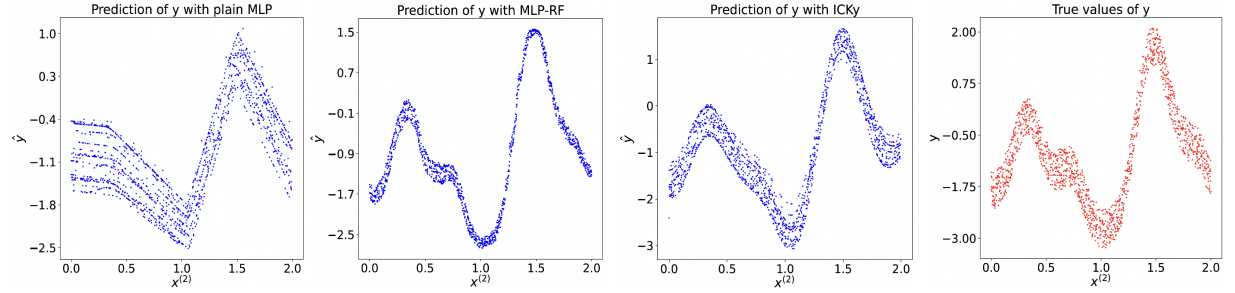 Prediction of y with plain MLP
1.0
0.3
−0.4
−1.1
−1.8
−2.5
ŷ
0.0 0.5 1.0 1.5 2.0
x⁽²⁾
Prediction of y with MLP-RF
1.5
0.7
−0.1
−0.9
−1.7
−2.5
ŷ
0.0 0.5 1.0 1.5 2.0
x⁽²⁾
Prediction of y with ICKy
1
0
−1
−2
−3
ŷ
0.0 0.5 1.0 1.5 2.0
x⁽²⁾
True values of y
2.00
0.75
−0.50
−1.75
−3.00
y
0.0 0.5 1.0 1.5 2.0
x⁽²⁾